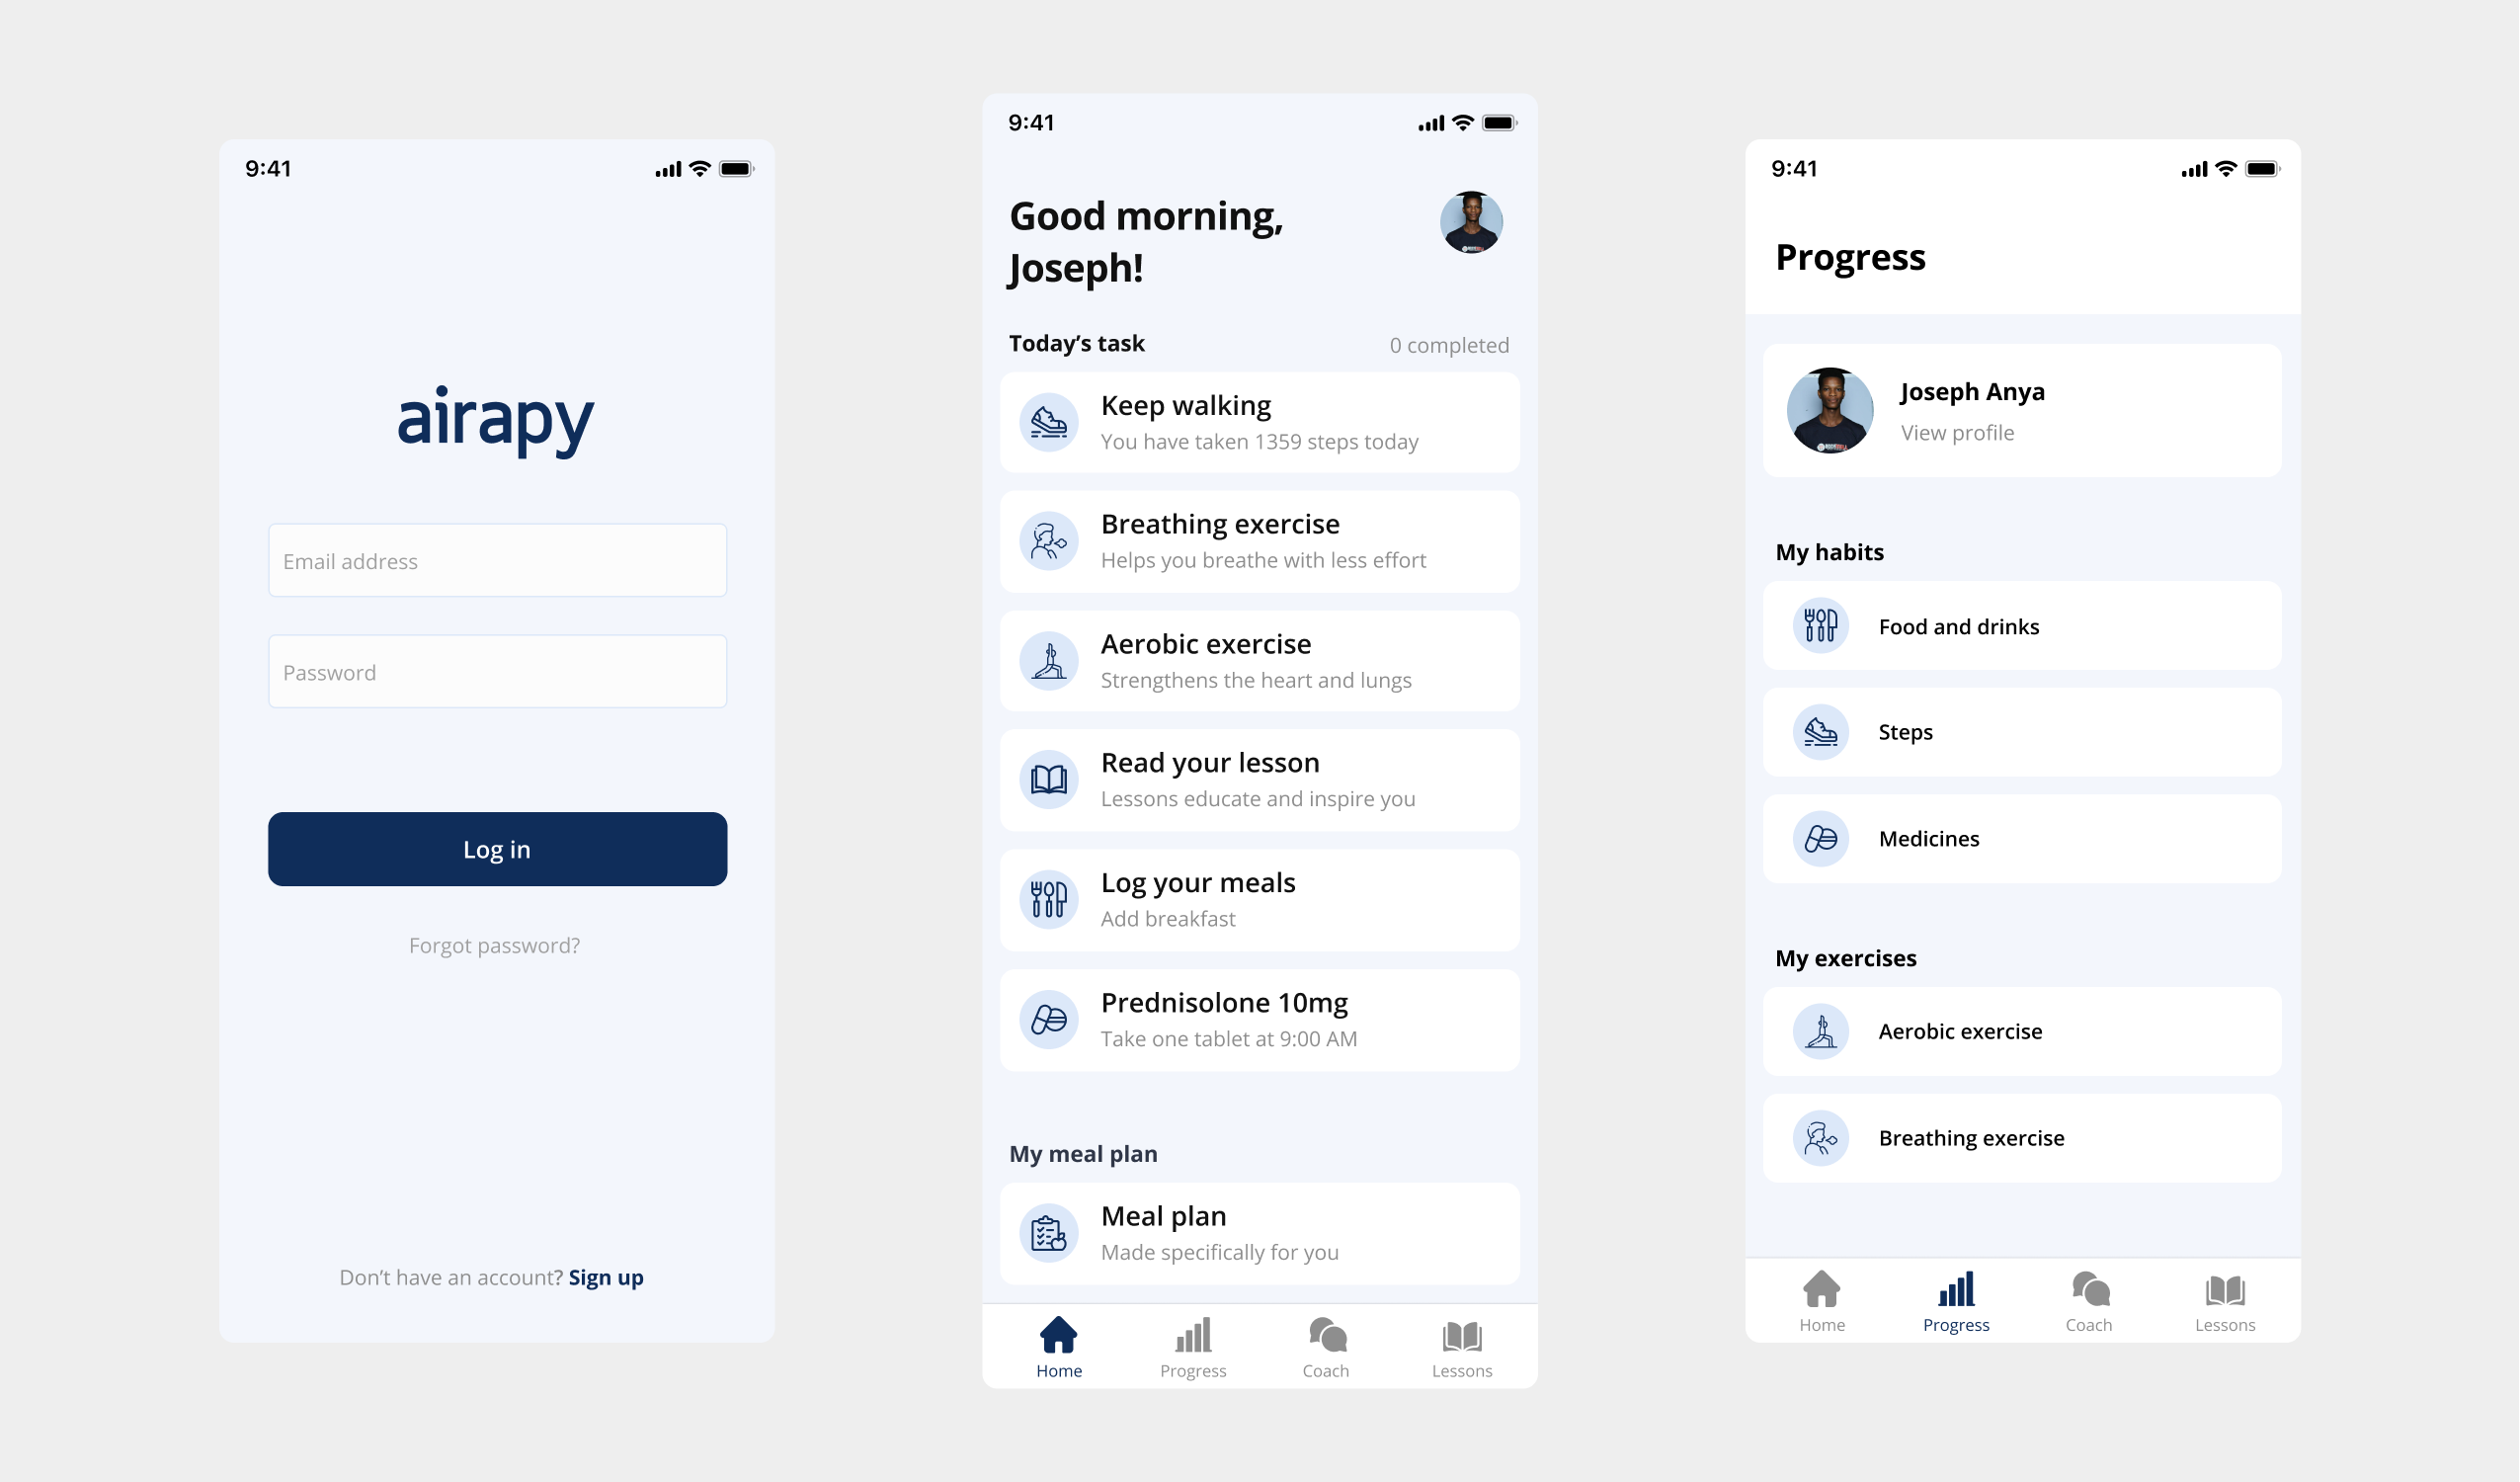 9:41
airapy
Email address
Password
Log in
Forgot password?
Don’t have an account? Sign up
9:41
Good morning,
Joseph!
Today’s task
0 completed
Keep walking
You have taken 1359 steps today
Breathing exercise
Helps you breathe with less effort
Aerobic exercise
Strengthens the heart and lungs
Read your lesson
Lessons educate and inspire you
Log your meals
Add breakfast
Prednisolone 10mg
Take one tablet at 9:00 AM
My meal plan
Meal plan
Made specifically for you
Home
Progress
Coach
Lessons
9:41
Progress
Joseph Anya
View profile
My habits
Food and drinks
Steps
Medicines
My exercises
Aerobic exercise
Breathing exercise
Home
Progress
Coach
Lessons